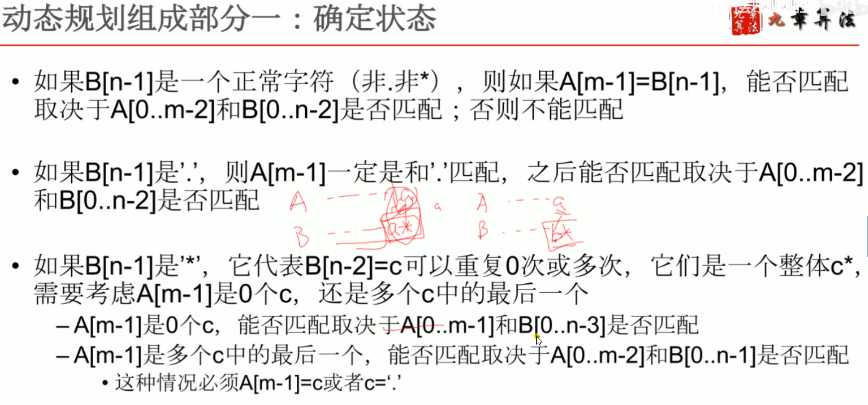 动态规划组成部分一：确定状态
九章算法
• 如果B[n-1]是一个正常字符（非.非*），则如果A[m-1]=B[n-1]，能否匹配
取决于A[0..m-2]和B[0..n-2]是否匹配；否则不能匹配
• 如果B[n-1]是'.'，则A[m-1]一定是和'.'匹配，之后能否匹配取决于A[0..m-2]
和B[0..n-2]是否匹配
A a A a
B a* B b*
• 如果B[n-1]是'*'，它代表B[n-2]=c可以重复0次或多次，它们是一个整体c*，
需要考虑A[m-1]是0个c，还是多个c中的最后一个
–A[m-1]是0个c，能否匹配取决于A[0..m-1]和B[0..n-3]是否匹配
–A[m-1]是多个c中的最后一个，能否匹配取决于A[0..m-2]和B[0..n-1]是否匹配
• 这种情况必须A[m-1]=c或者c='.'